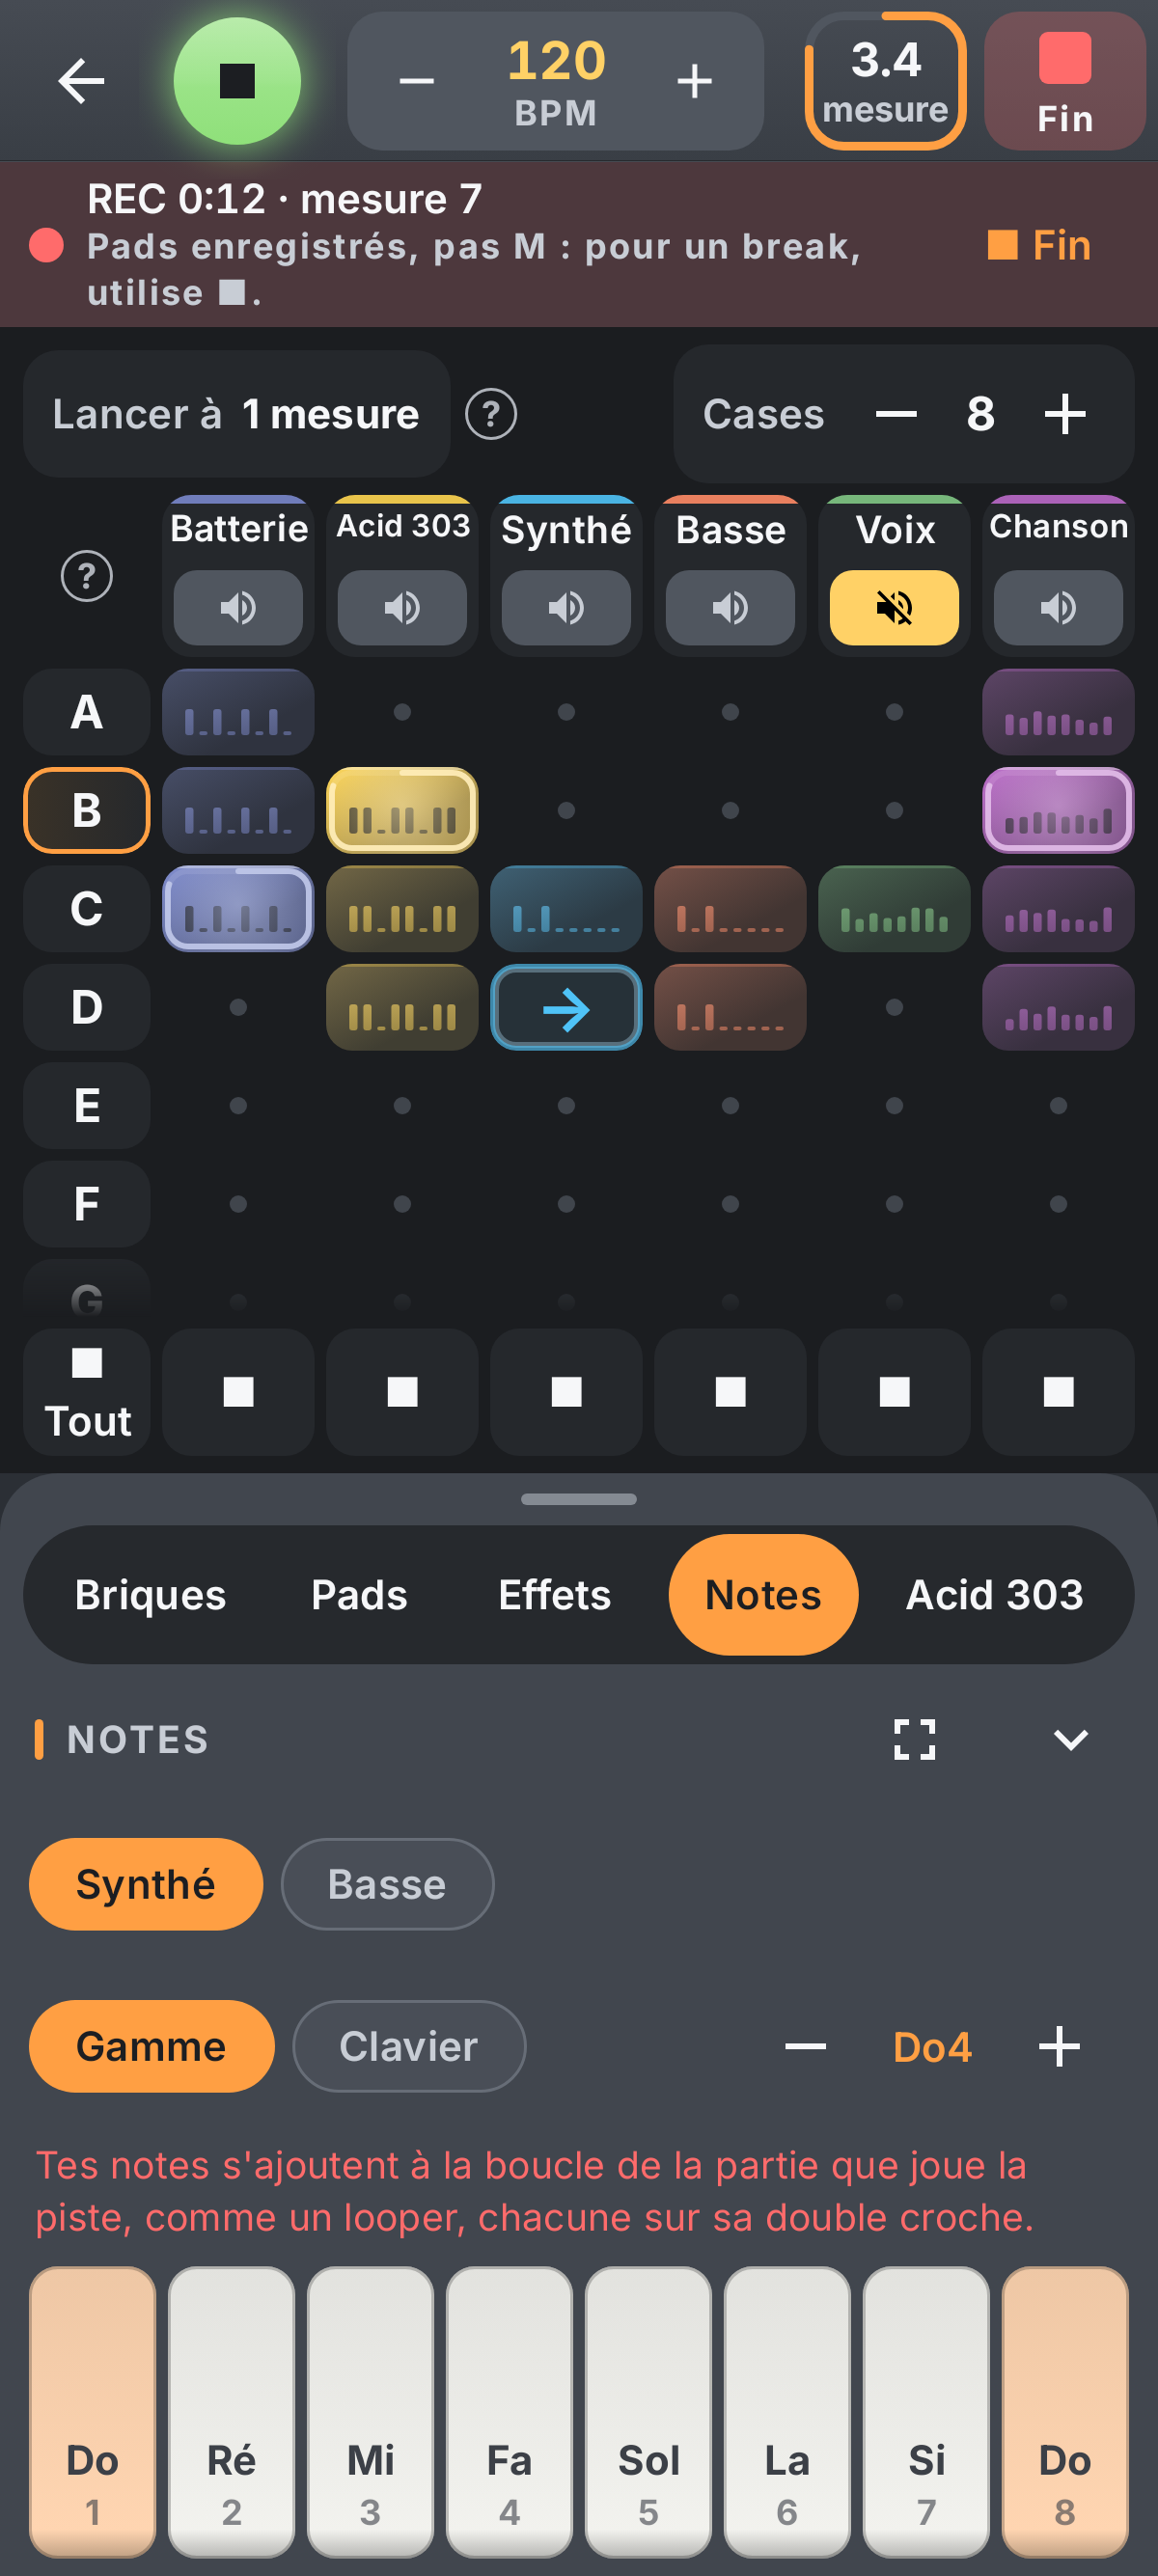 120
BPM
3.4
mesure
Fin
REC 0:12 · mesure 7
Pads enregistrés, pas M : pour un break,
utilise ■.
■ Fin
Lancer à 1 mesure
?
Cases
8
?
Batterie
Acid 303
Synthé
Basse
Voix
Chanson
A
B
C
D
E
F
G
Tout
Briques
Pads
Effets
Notes
Acid 303
NOTES
Synthé
Basse
Gamme
Clavier
Do4
Tes notes s'ajoutent à la boucle de la partie que joue la
piste, comme un looper, chacune sur sa double croche.
Do
Ré
Mi
Fa
Sol
La
Si
Do
1
2
3
4
5
6
7
8